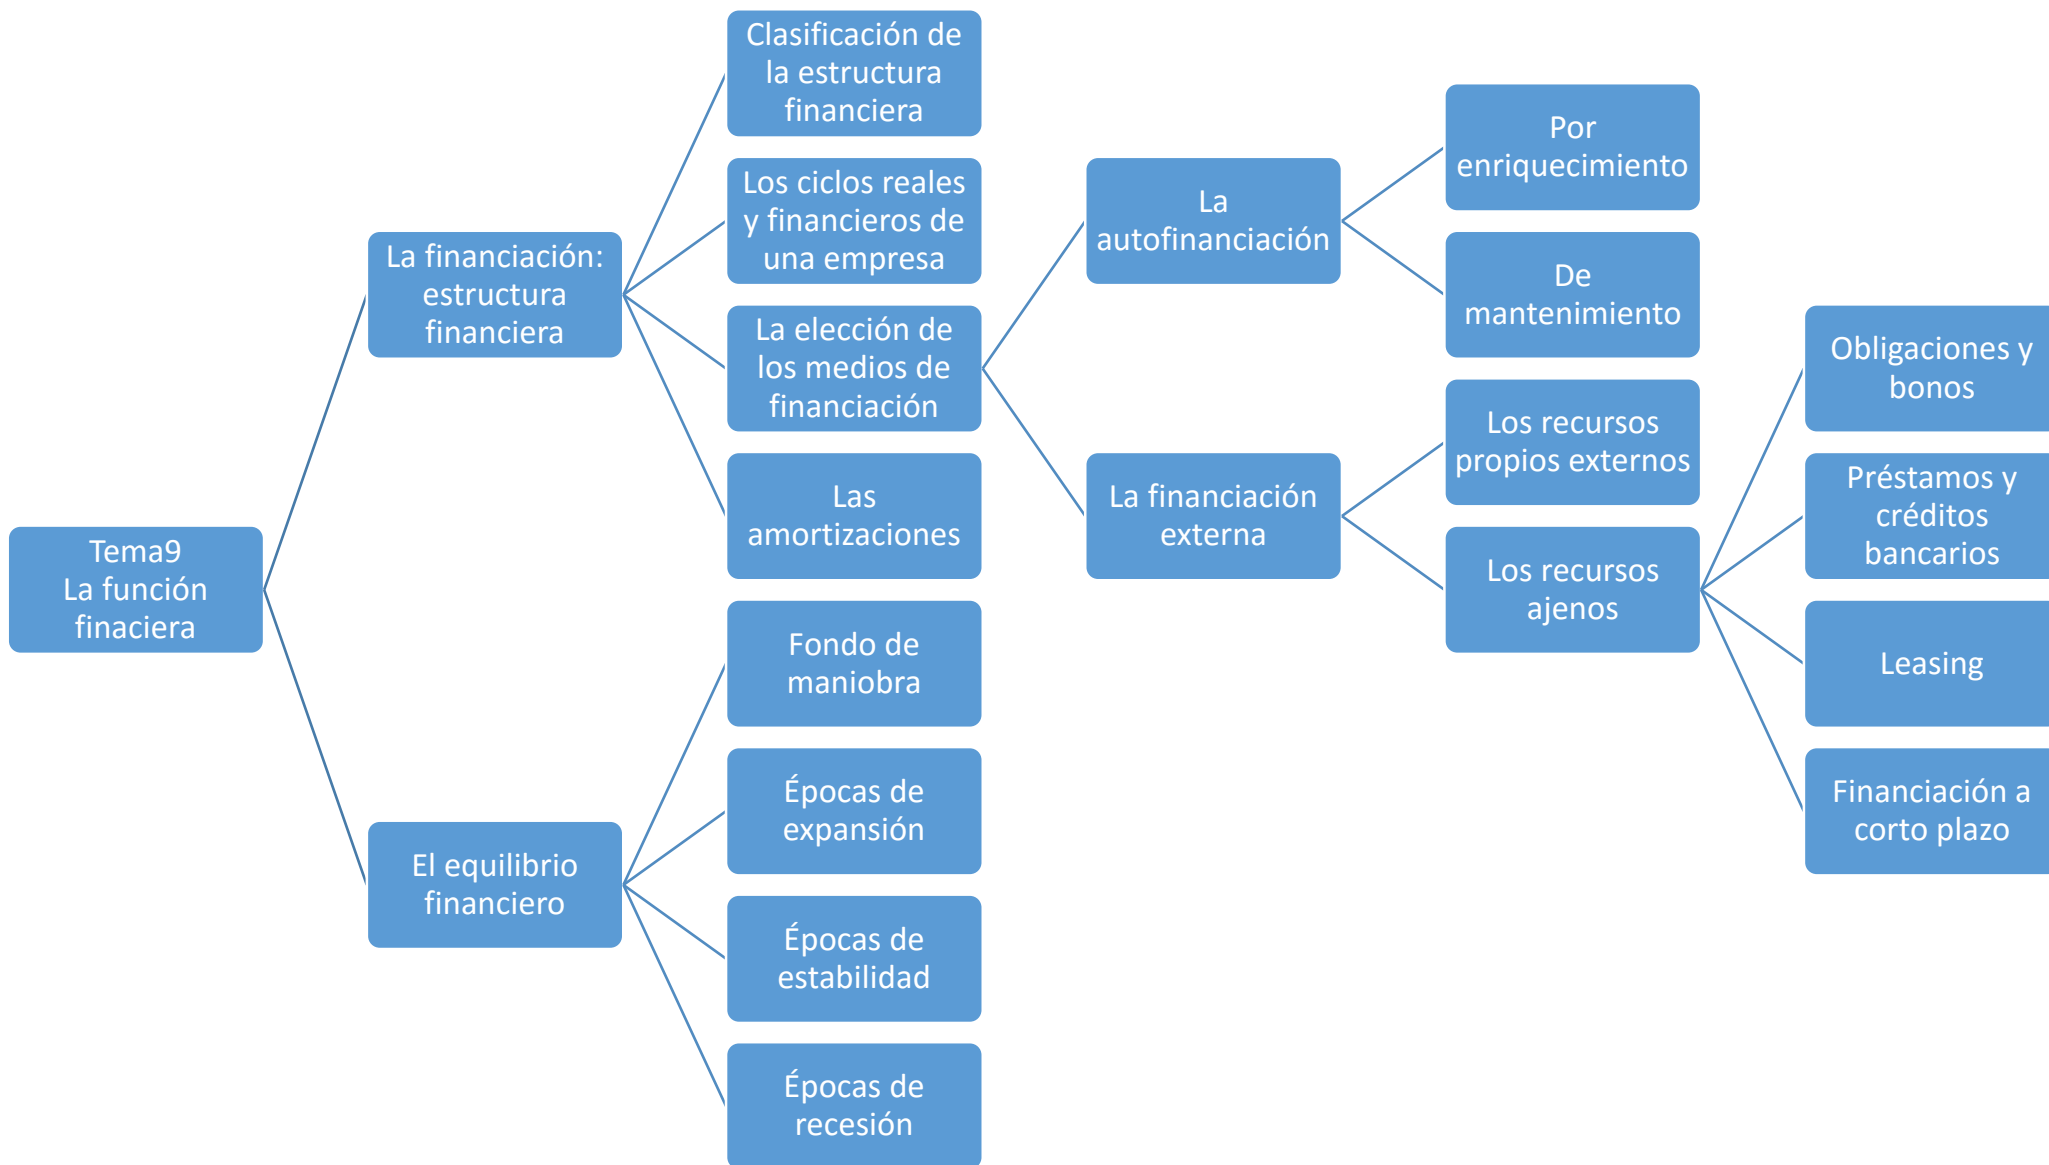 Tema9
La función
finaciera
La financiación:
estructura
financiera
El equilibrio
financiero
Clasificación de
la estructura
financiera
Los ciclos reales
y financieros de
una empresa
La elección de
los medios de
financiación
Las
amortizaciones
Fondo de
maniobra
Épocas de
expansión
Épocas de
estabilidad
Épocas de
recesión
La
autofinanciación
La financiación
externa
Por
enriquecimiento
De
mantenimiento
Los recursos
propios externos
Los recursos
ajenos
Obligaciones y
bonos
Préstamos y
créditos
bancarios
Leasing
Financiación a
corto plazo